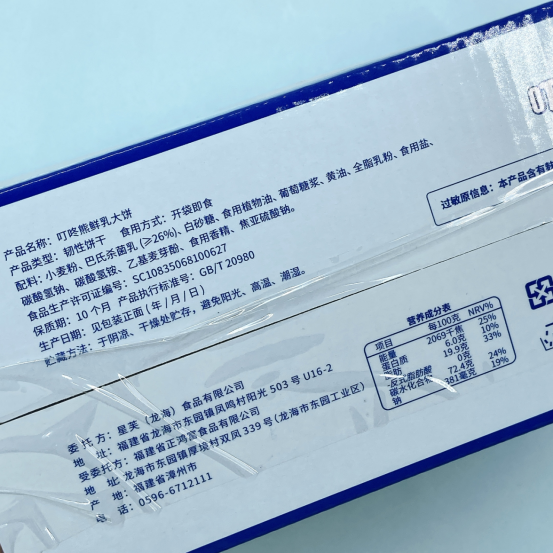 产品名称：叮咚熊鲜乳大饼
产品类型：韧性饼干 食用方式：开袋即食
配料：小麦粉、巴氏杀菌乳(≥26%)、白砂糖、食用植物油、葡萄糖浆、黄油、全脂乳粉、食用盐、
碳酸氢钠、碳酸氢铵、乙基麦芽酚、食用香精、焦亚硫酸钠。
食品生产许可证编号：SC10835068100627
保质期：10个月 产品执行标准号：GB/T 20980
生产日期：见包装正面(年/月/日)
贮藏方法：于阴凉、干燥处贮存，避免阳光、高温、潮湿。
过敏原信息：本产品含有
营养成分表
项目 每100克 NRV%
能量 2069千焦 25%
蛋白质 6.0克 10%
脂肪 19.9克 33%
-反式脂肪酸 0克
碳水化合物 72.4克 24%
钠 381毫克 19%
委托方：星芙（龙海）食品有限公司
地址：福建省龙海市东园镇凤鸣村阳光503号U16-2
受委托方：福建省正鸿富食品有限公司
地址：龙海市东园镇厚境村双凤339号(龙海市东园工业区)
产地：福建省漳州市
电话：0596-6712111